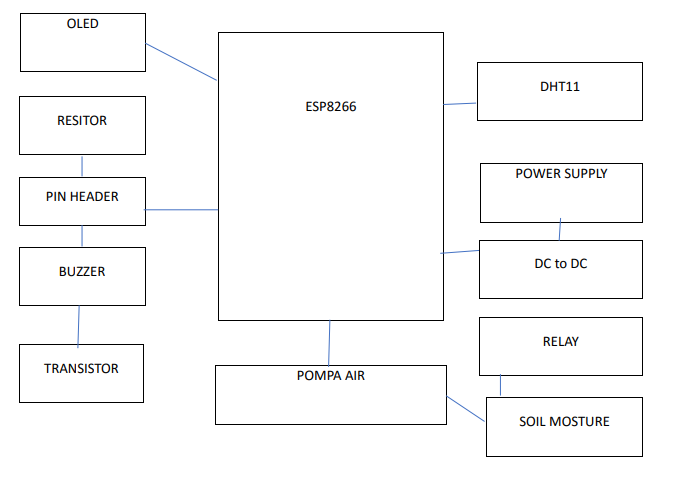 OLED
ESP8266
DHT11
RESITOR
POWER SUPPLY
PIN HEADER
BUZZER
DC to DC
RELAY
TRANSISTOR
POMPA AIR
SOIL MOSTURE